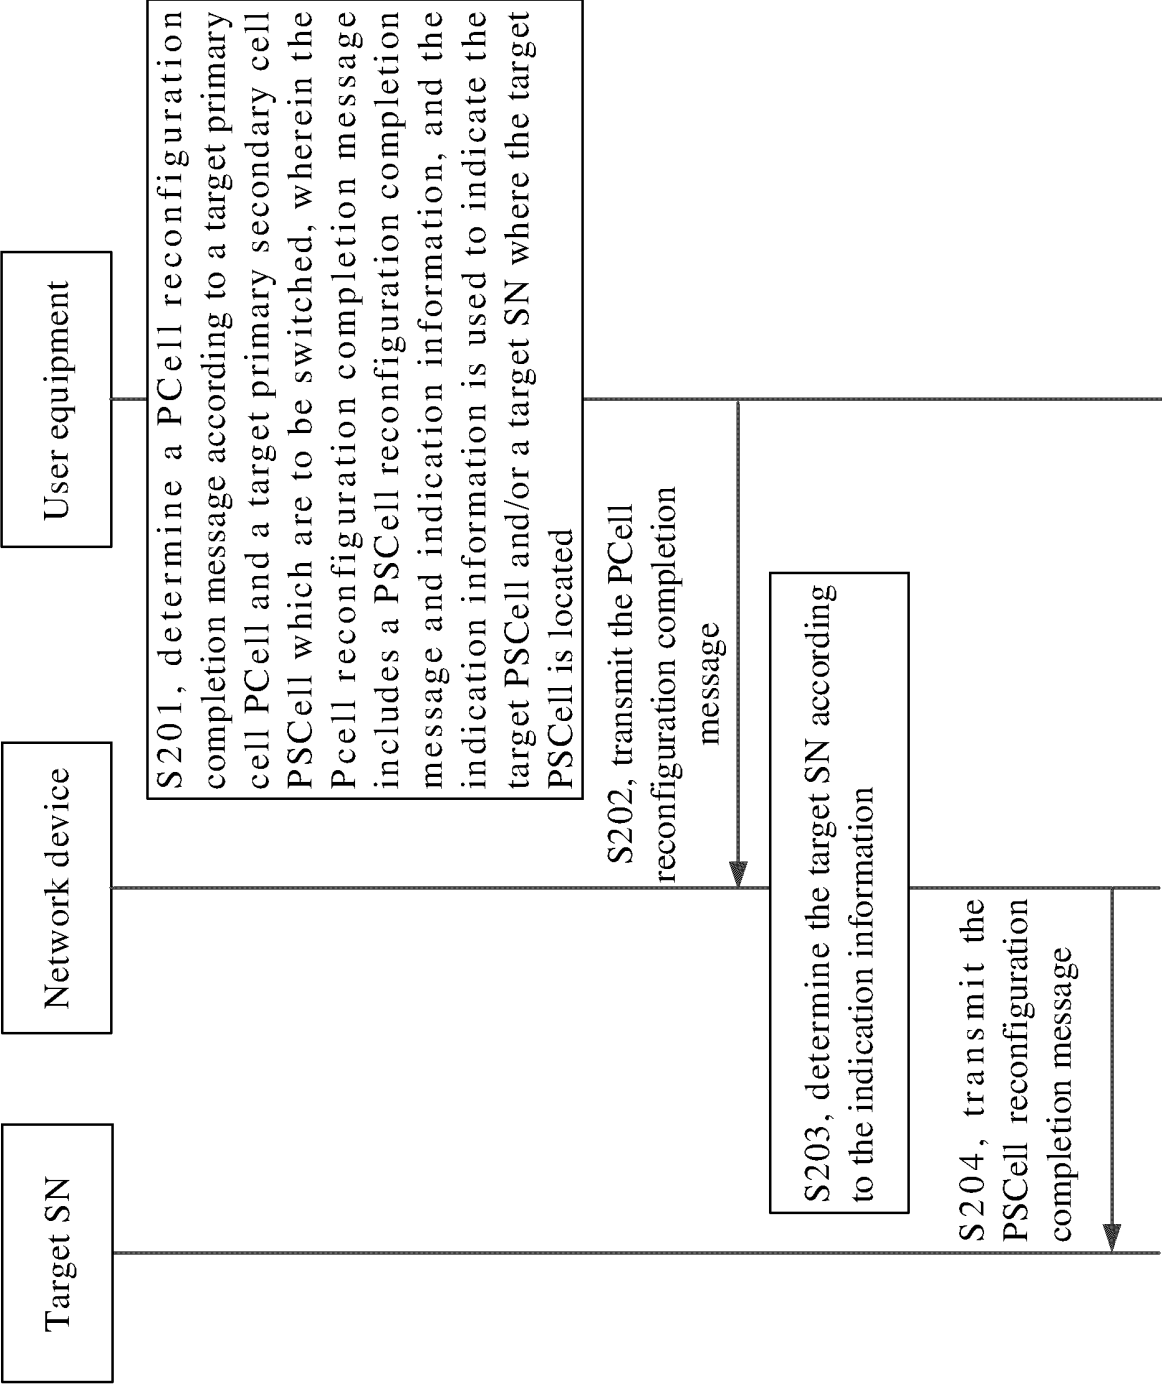 Target SN
Network device
User equipment
S201, determine a PCell reconfiguration
completion message according to a target primary
cell PCell and a target primary secondary cell
PSCell which are to be switched, wherein the
Pcell reconfiguration completion message
includes a PSCell reconfiguration completion
message and indication information, and the
indication information is used to indicate the
target PSCell and/or a target SN where the target
PSCell is located
S202, transmit the PCell
reconfiguration completion
message
S203, determine the target SN according
to the indication information
S204, transmit the
PSCell reconfiguration
completion message